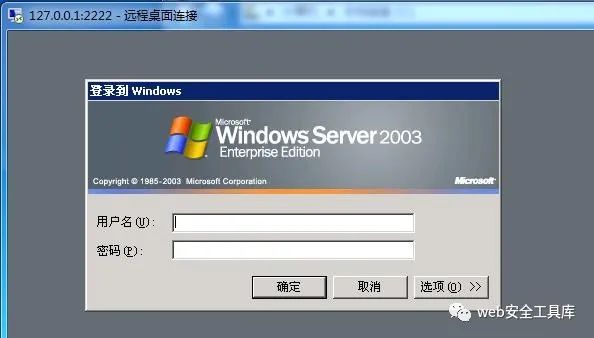 127.0.0.1:2222 - 远程桌面连接
登录到 Windows
Microsoft®
Windows Server 2003
Enterprise Edition
Copyright © 1985-2003 Microsoft Corporation
Microsoft
用户名(U):
密码(P):
确定
取消
选项(O) >>
web安全工具库